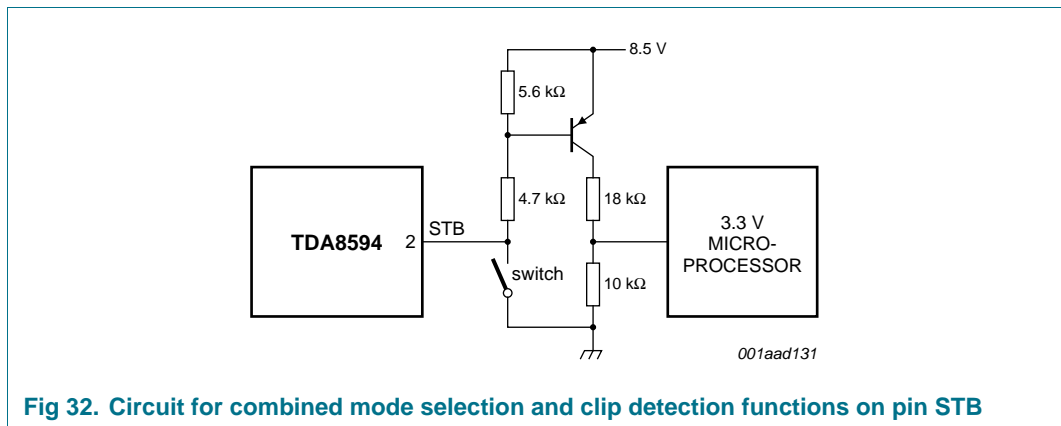 8.5 V
5.6 kΩ
4.7 kΩ
18 kΩ
TDA8594
2
STB
3.3 V
MICRO-
PROCESSOR
switch
10 kΩ
001aad131
Fig 32. Circuit for combined mode selection and clip detection functions on pin STB